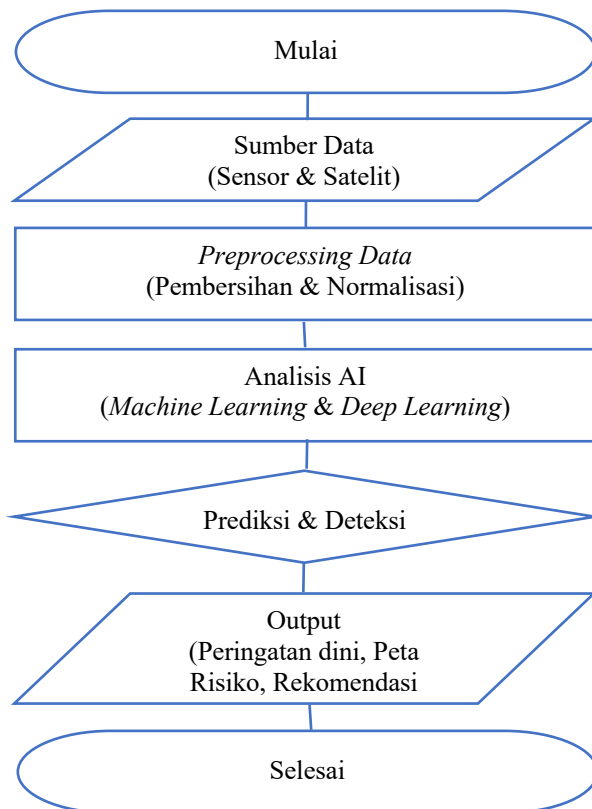 Mulai
Sumber Data
(Sensor & Satelit)
Preprocessing Data
(Pembersihan & Normalisasi)
Analisis AI
(Machine Learning & Deep Learning)
Prediksi & Deteksi
Output
(Peringatan dini, Peta
Risiko, Rekomendasi
Selesai